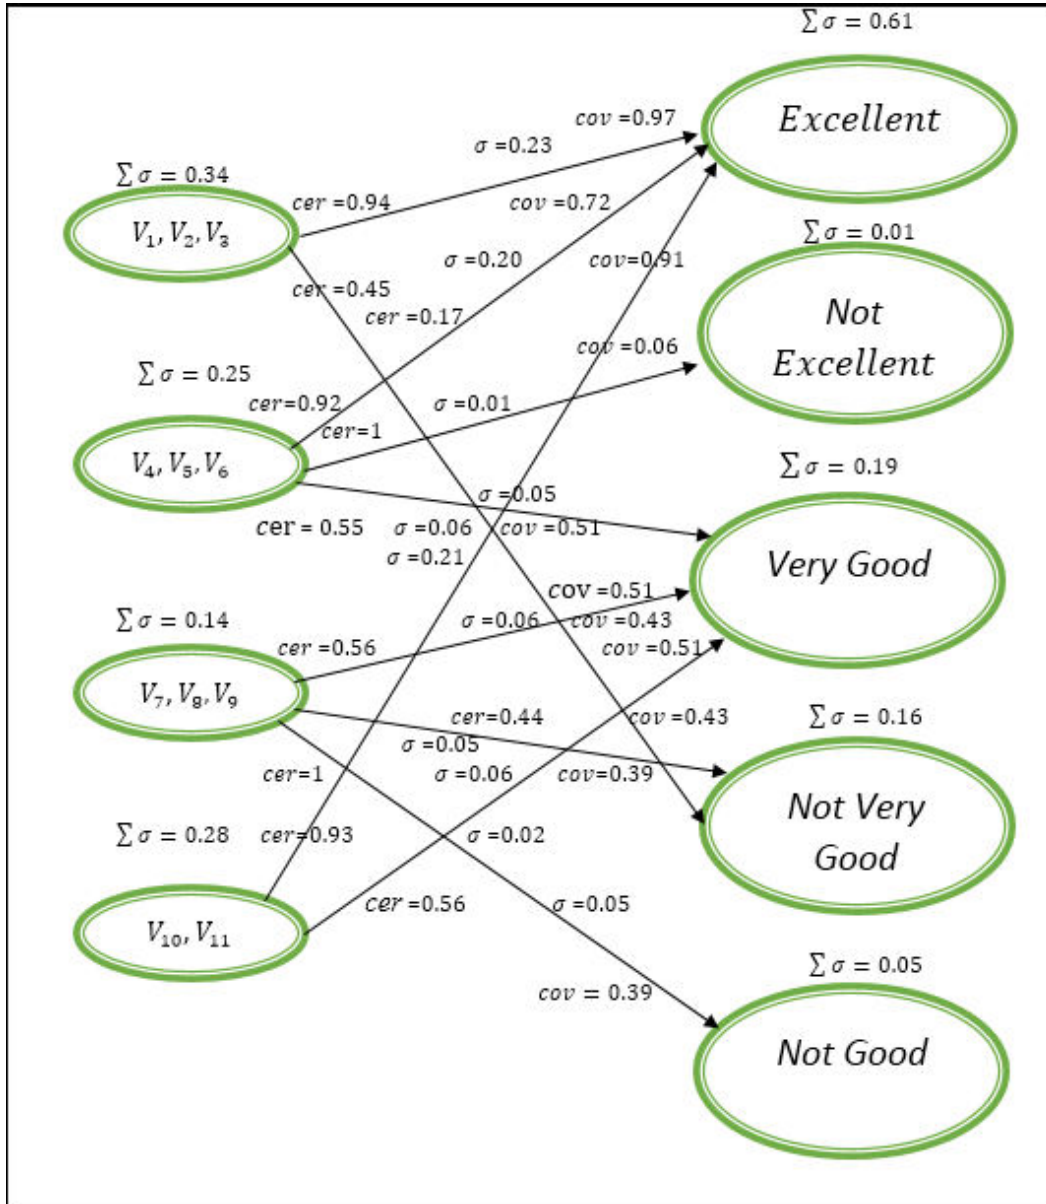 ∑ σ = 0.61
Excellent
cov =0.97
σ =0.23
∑ σ = 0.34
cer =0.94
cov =0.72
V₁, V₂, V₃
∑ σ = 0.01
σ =0.20
cov=0.91
cer =0.45
cer =0.17
Not
Excellent
cov =0.06
∑ σ = 0.25
cer=0.92
σ =0.01
cer=1
V₄, V₅, V₆
∑ σ = 0.19
σ =0.05
cer = 0.55
σ =0.06
cov =0.51
σ =0.21
Very Good
cov =0.51
∑ σ = 0.14
σ =0.06
cov =0.43
cer =0.56
cov =0.51
V₇, V₈, V₉
cer=0.44
cov =0.43
∑ σ = 0.16
σ =0.05
cer=1
σ =0.06
cov=0.39
Not Very
Good
∑ σ = 0.28
cer=0.93
σ =0.02
cer =0.56
σ =0.05
V₁₀, V₁₁
∑ σ = 0.05
cov = 0.39
Not Good